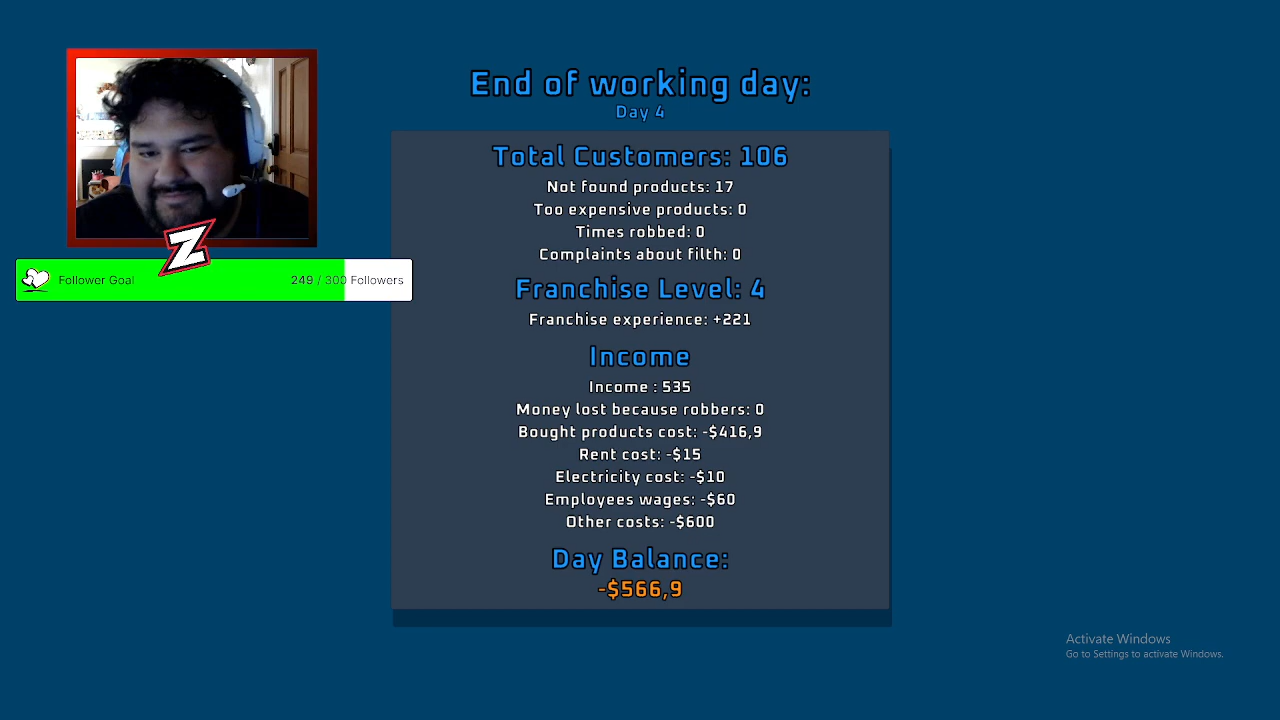 End of working day:
Day 4
Total Customers: 106
Not found products: 17
Too expensive products: 0
Times robbed: 0
Complaints about filth: 0
Z
Follower Goal
249 / 300 Followers
Franchise Level: 4
Franchise experience: +221
Income
Income : 535
Money lost because robbers: 0
Bought products cost: -$416,9
Rent cost: -$15
Electricity cost: -$10
Employees wages: -$60
Other costs: -$600
Day Balance:
-$566,9
Activate Windows
Go to Settings to activate Windows.